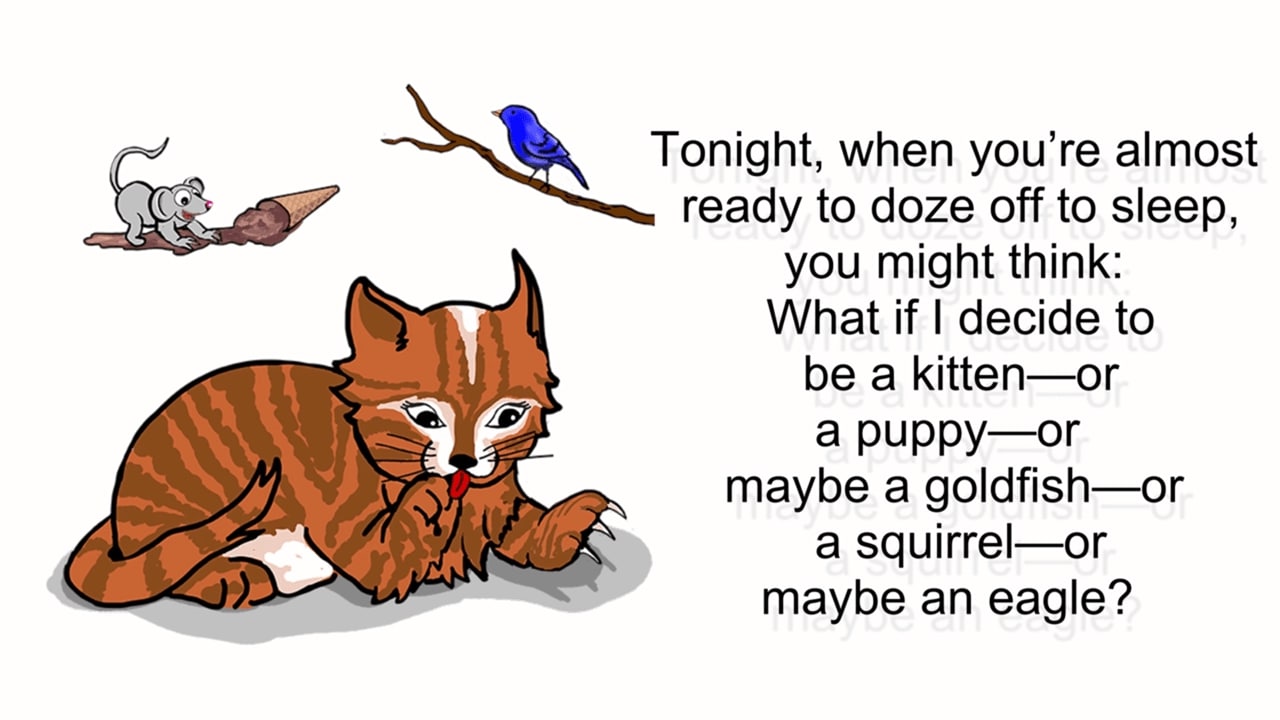 Tonight, when you’re almost
ready to doze off to sleep,
you might think:
What if I decide to
be a kitten—or
a puppy—or
maybe a goldfish—or
a squirrel—or
maybe an eagle?